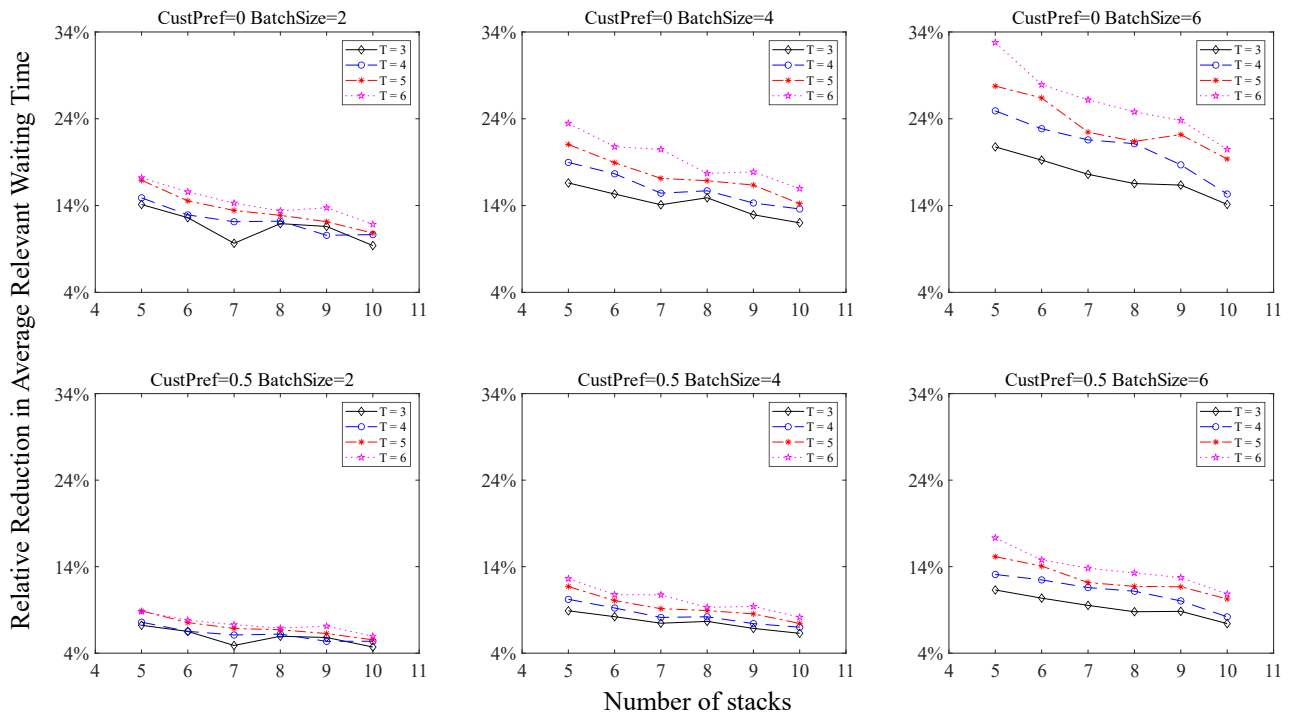 Relative Reduction in Average Relevant Waiting Time
CustPref=0 BatchSize=2
34%
24%
14%
4%
4 5 6 7 8 9 10 11
T = 3
T = 4
T = 5
T = 6
CustPref=0 BatchSize=4
34%
24%
14%
4%
4 5 6 7 8 9 10 11
T = 3
T = 4
T = 5
T = 6
CustPref=0 BatchSize=6
34%
24%
14%
4%
4 5 6 7 8 9 10 11
T = 3
T = 4
T = 5
T = 6
CustPref=0.5 BatchSize=2
34%
24%
14%
4%
4 5 6 7 8 9 10 11
T = 3
T = 4
T = 5
T = 6
CustPref=0.5 BatchSize=4
34%
24%
14%
4%
4 5 6 7 8 9 10 11
T = 3
T = 4
T = 5
T = 6
CustPref=0.5 BatchSize=6
34%
24%
14%
4%
4 5 6 7 8 9 10 11
T = 3
T = 4
T = 5
T = 6
Number of stacks